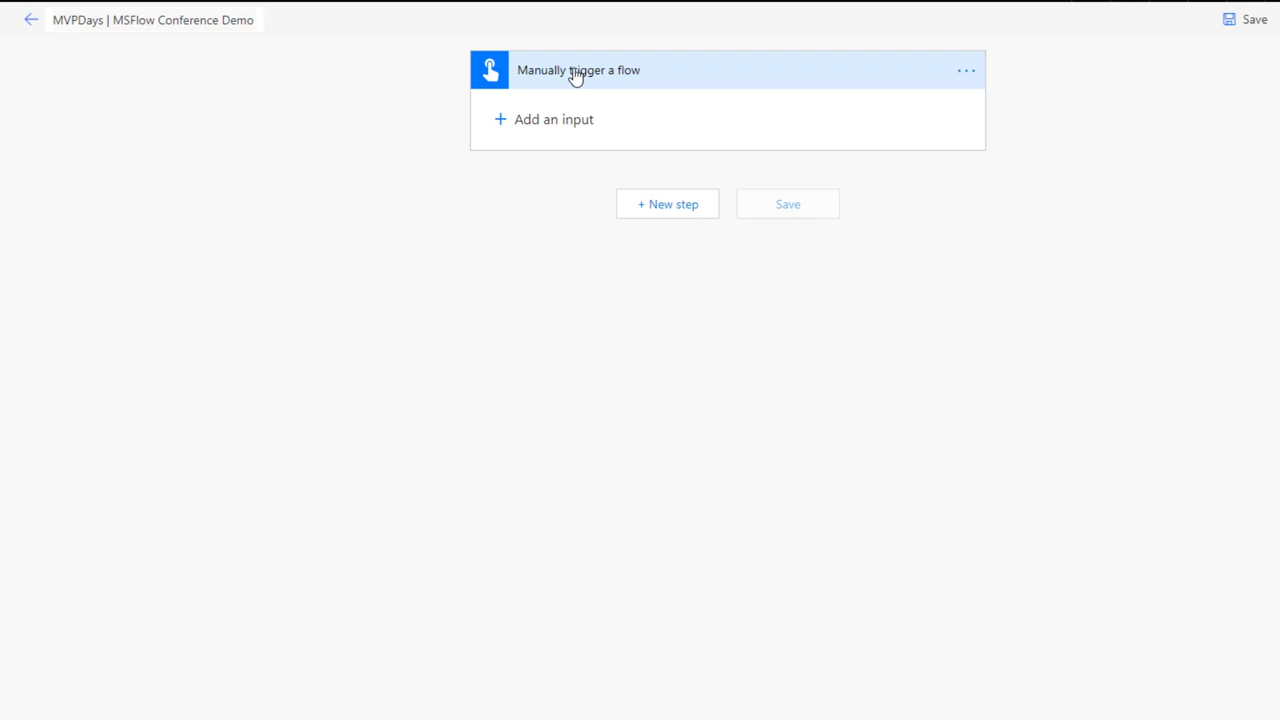 MVPDays | MSFlow Conference Demo
Save
Manually trigger a flow
Add an input
+ New step
Save